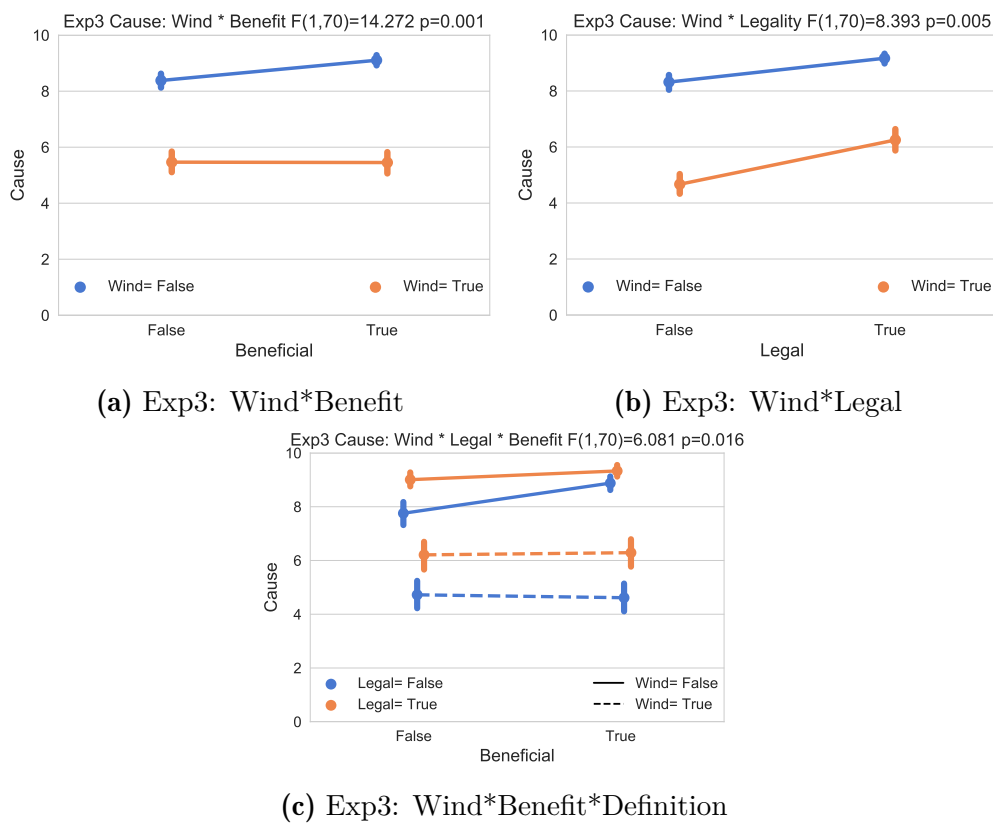 Exp3 Cause: Wind * Benefit F(1,70)=14.272 p=0.001
10
8
6
4
2
0
Cause
Wind= False
Wind= True
False
True
Beneficial
(a) Exp3: Wind*Benefit
Exp3 Cause: Wind * Legality F(1,70)=8.393 p=0.005
10
8
6
4
2
0
Cause
Wind= False
Wind= True
False
True
Legal
(b) Exp3: Wind*Legal
Exp3 Cause: Wind * Legal * Benefit F(1,70)=6.081 p=0.016
10
8
6
4
2
0
Cause
Legal= False
Legal= True
Wind= False
Wind= True
False
True
Beneficial
(c) Exp3: Wind*Benefit*Definition